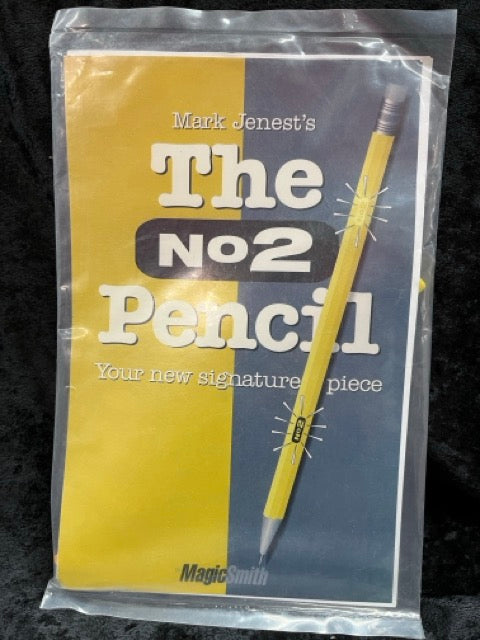 Mark Jenest's
The
No2
Pencil
Your new signature piece
No2
MagicSmith